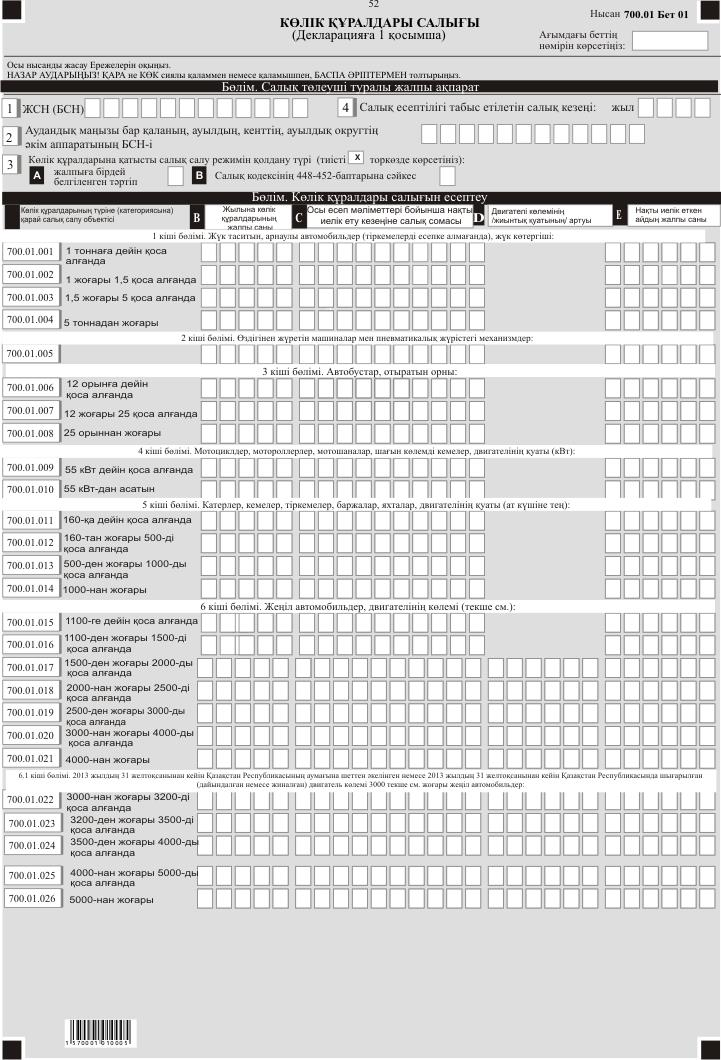 52
КӨЛІК ҚҰРАЛДАРЫ САЛЫҒЫ
(Декларацияға 1 қосымша)
Нысан 700.01 Бет 01
Ағымдағы беттің
нөмірін көрсетіңіз:
Осы нысанды жасау Ережелерін оқыңыз.
НАЗАР АУДАРЫҢЫЗ! ҚАРА не КӨК сиялы қаламмен немесе қаламышпен, БАСПА ӘРІПТЕРМЕН толтырыңыз.
Бөлім. Салық төлеуші туралы жалпы ақпарат
1 ЖСН (БСН)
4 Салық есептілігі табыс етілетін салық кезеңі: жыл
2 Аудандық маңызы бар қаланың, ауылдың, кенттің, ауылдық округтің
әкім аппаратының БСН-і
3 Көлік құралдарына қатысты салық салу режимін қолдану түрі (тиісті x торкөзде көрсетіңіз):
A жалпыға бірдей
белгіленген тәртіп
B Салық кодексінің 448-452-баптарына сәйкес
Бөлім. Көлік құралдары салығын есептеу
Көлік құралдарының түріне (категориясына)
қарай салық салу объектісі
B Жылына көлік
құралдарының
жалпы саны
C Осы есеп мәліметтері бойынша нақты
иелік ету кезеңіне салық сомасы
D Двигателі көлемінің
/жиынтық қуатының/ артуы
E Нақты иелік еткен
айдың жалпы саны
1 кіші бөлімі. Жүк таситын, арнаулы автомобильдер (тіркемелерді есепке алмағанда), жүк көтергіші:
700.01.001 1 тоннаға дейін қоса
алғанда
700.01.002 1 жоғары 1,5 қоса алғанда
700.01.003 1,5 жоғары 5 қоса алғанда
700.01.004 5 тоннадан жоғары
2 кіші бөлімі. Өздігінен жүретін машиналар мен пневматикалық жүрістегі механизмдер:
700.01.005
3 кіші бөлімі. Автобустар, отыратын орны:
700.01.006 12 орынға дейін
қоса алғанда
700.01.007 12 жоғары 25 қоса алғанда
700.01.008 25 орыннан жоғары
4 кіші бөлімі. Мотоциклдер, мотороллерлер, мотошаналар, шағын көлемді кемелер, двигателінің қуаты (кВт):
700.01.009 55 кВт дейін қоса алғанда
700.01.010 55 кВт-дан асатын
5 кіші бөлімі. Катерлер, кемелер, тіркемелер, баржалар, яхталар, двигателінің қуаты (ат күшіне тең):
700.01.011 160-қа дейін қоса алғанда
700.01.012 160-тан жоғары 500-ді
қоса алғанда
700.01.013 500-ден жоғары 1000-ды
қоса алғанда
700.01.014 1000-нан жоғары
6 кіші бөлімі. Жеңіл автомобильдер, двигателінің көлемі (текше см.):
700.01.015 1100-ге дейін қоса алғанда
700.01.016 1100-ден жоғары 1500-ді
қоса алғанда
700.01.017 1500-ден жоғары 2000-ды
қоса алғанда
700.01.018 2000-нан жоғары 2500-ді
қоса алғанда
700.01.019 2500-ден жоғары 3000-ды
қоса алғанда
700.01.020 3000-нан жоғары 4000-ды
қоса алғанда
700.01.021 4000-нан жоғары
6.1 кіші бөлімі. 2013 жылдың 31 желтоқсанынан кейін Қазақстан Республикасының аумағына шеттен әкелінген немесе 2013 жылдың 31 желтоқсанынан кейін Қазақстан Республикасында шығарылған
(дайындалған немесе жиналған) двигатель көлемі 3000 текше см. жоғары жеңіл автомобильдер:
700.01.022 3000-нан жоғары 3200-ді
қоса алғанда
700.01.023 3200-ден жоғары 3500-ді
қоса алғанда
700.01.024 3500-ден жоғары 4000-ды
қоса алғанда
700.01.025 4000-нан жоғары 5000-ды
қоса алғанда
700.01.026 5000-нан жоғары
1 570001 010005